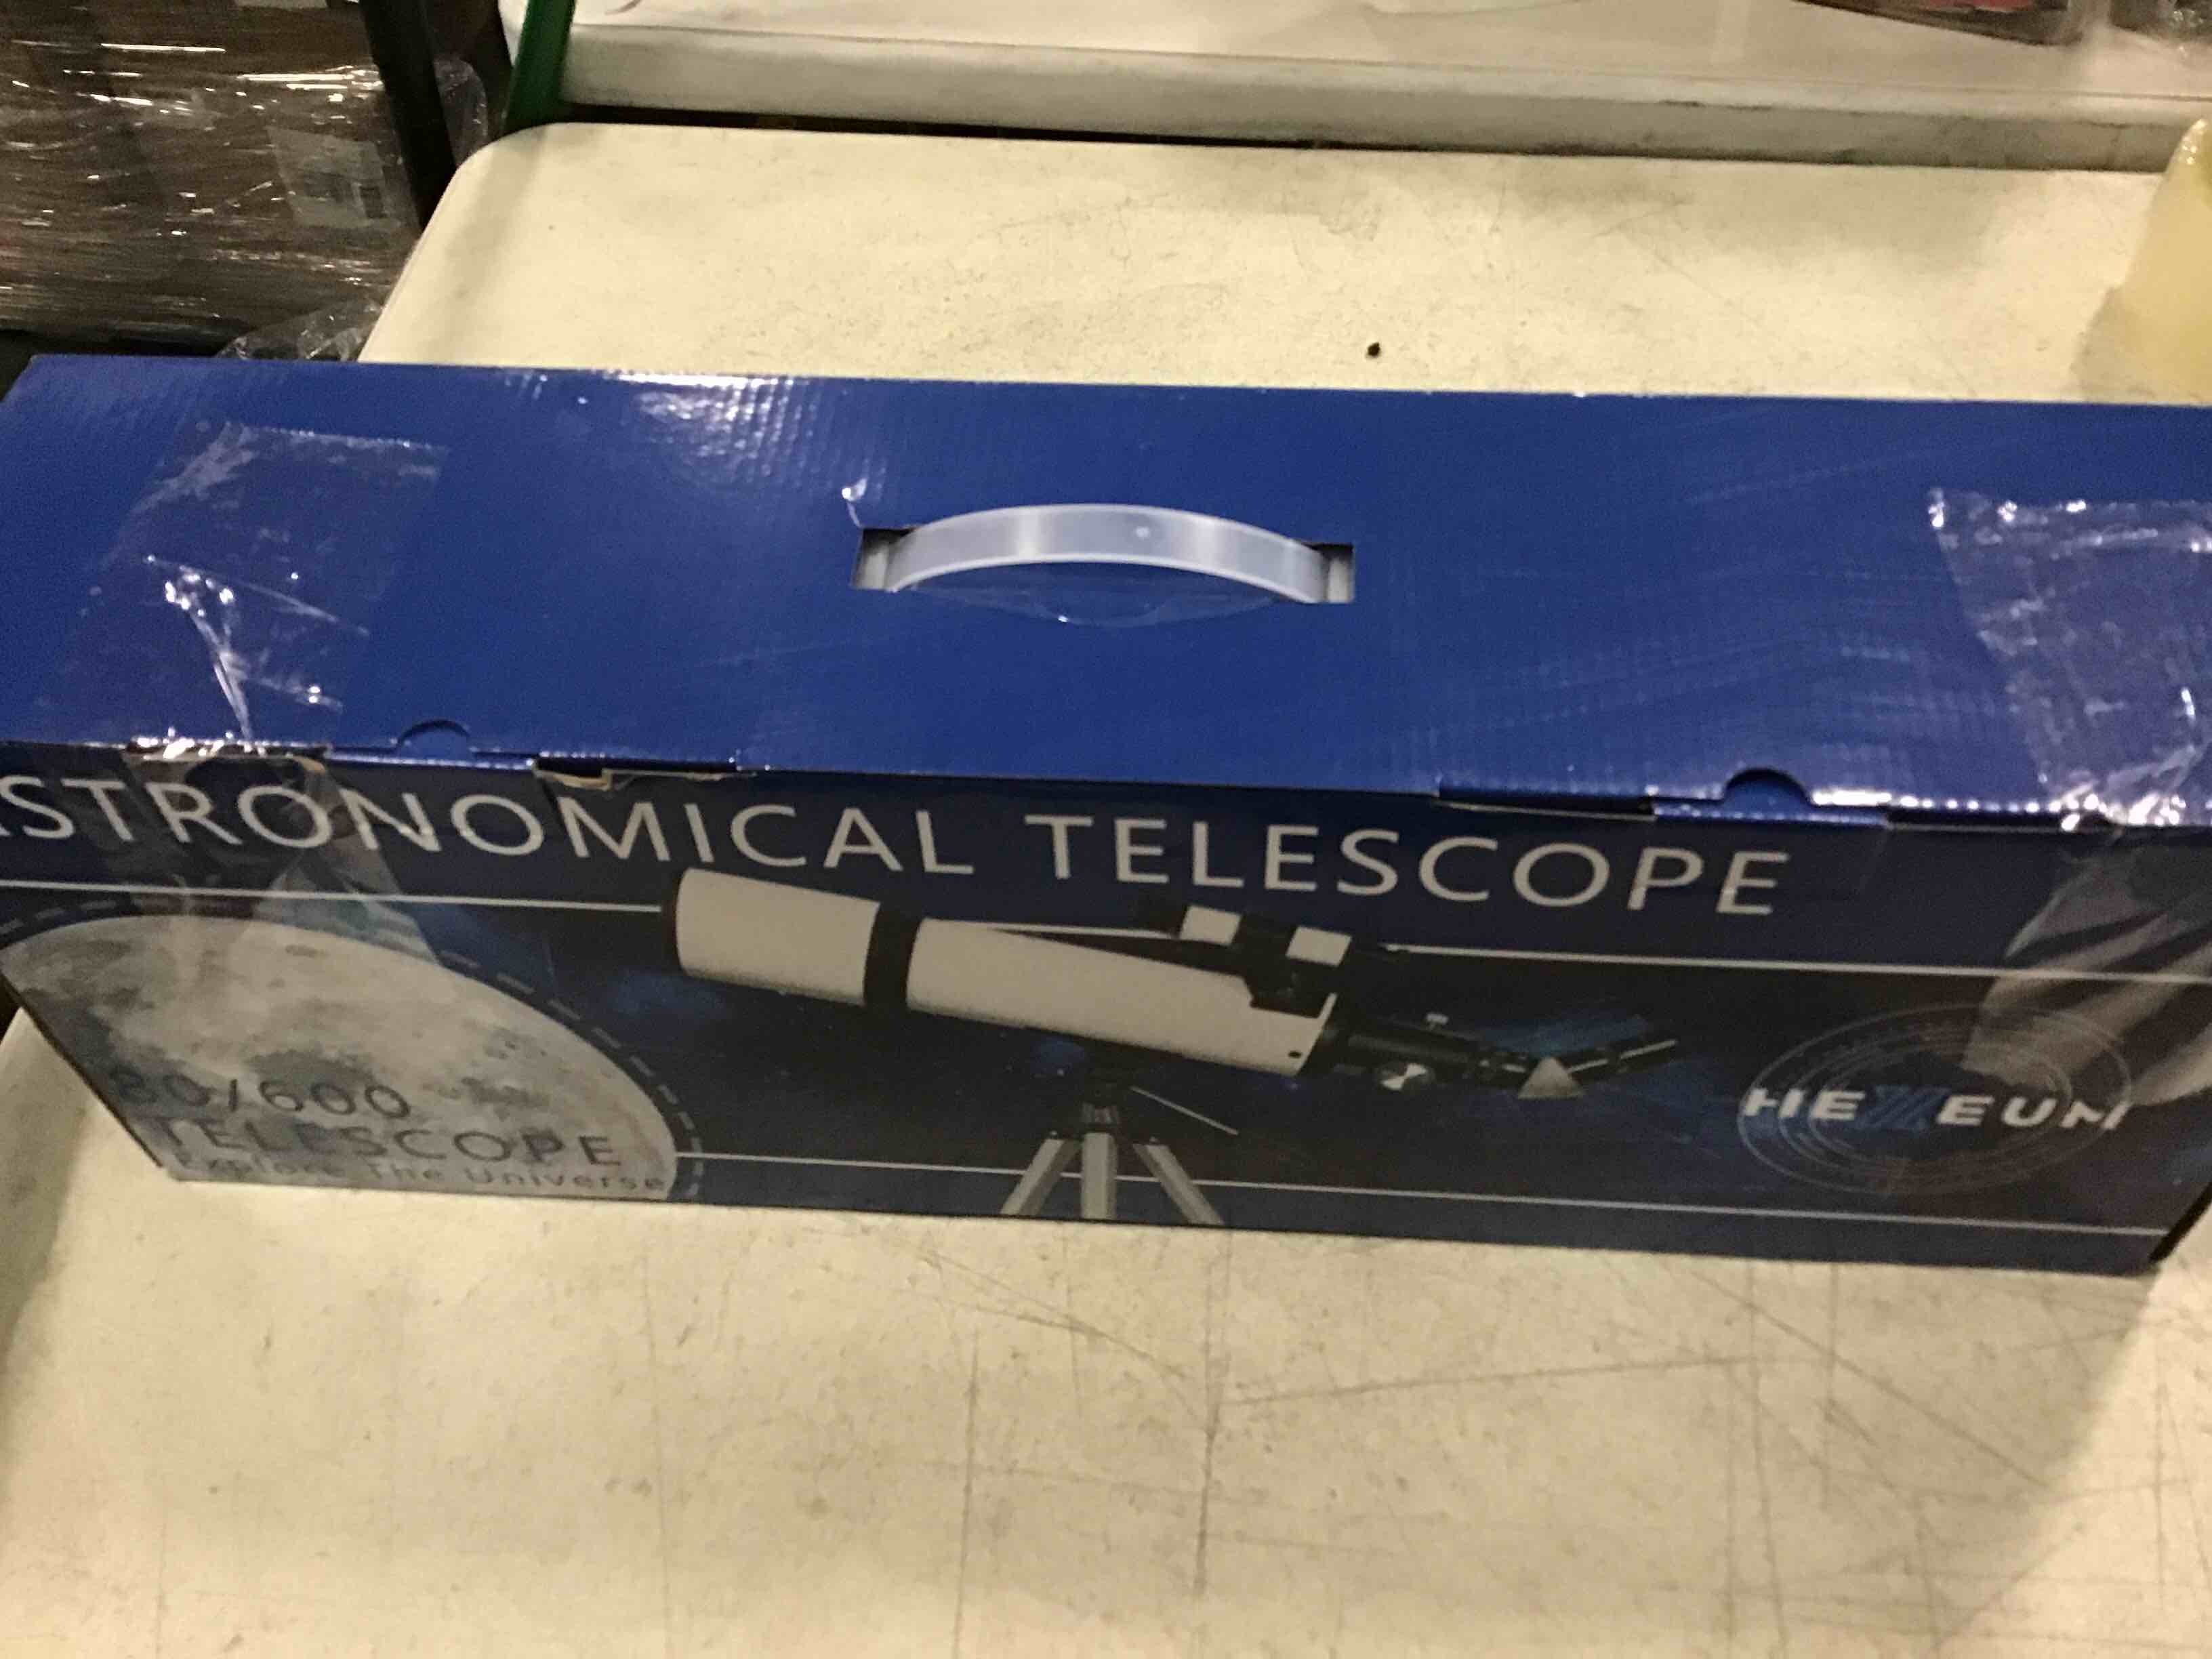 ASTRONOMICAL TELESCOPE
80/600
TELESCOPE
Explore The Universe
HEXEUM